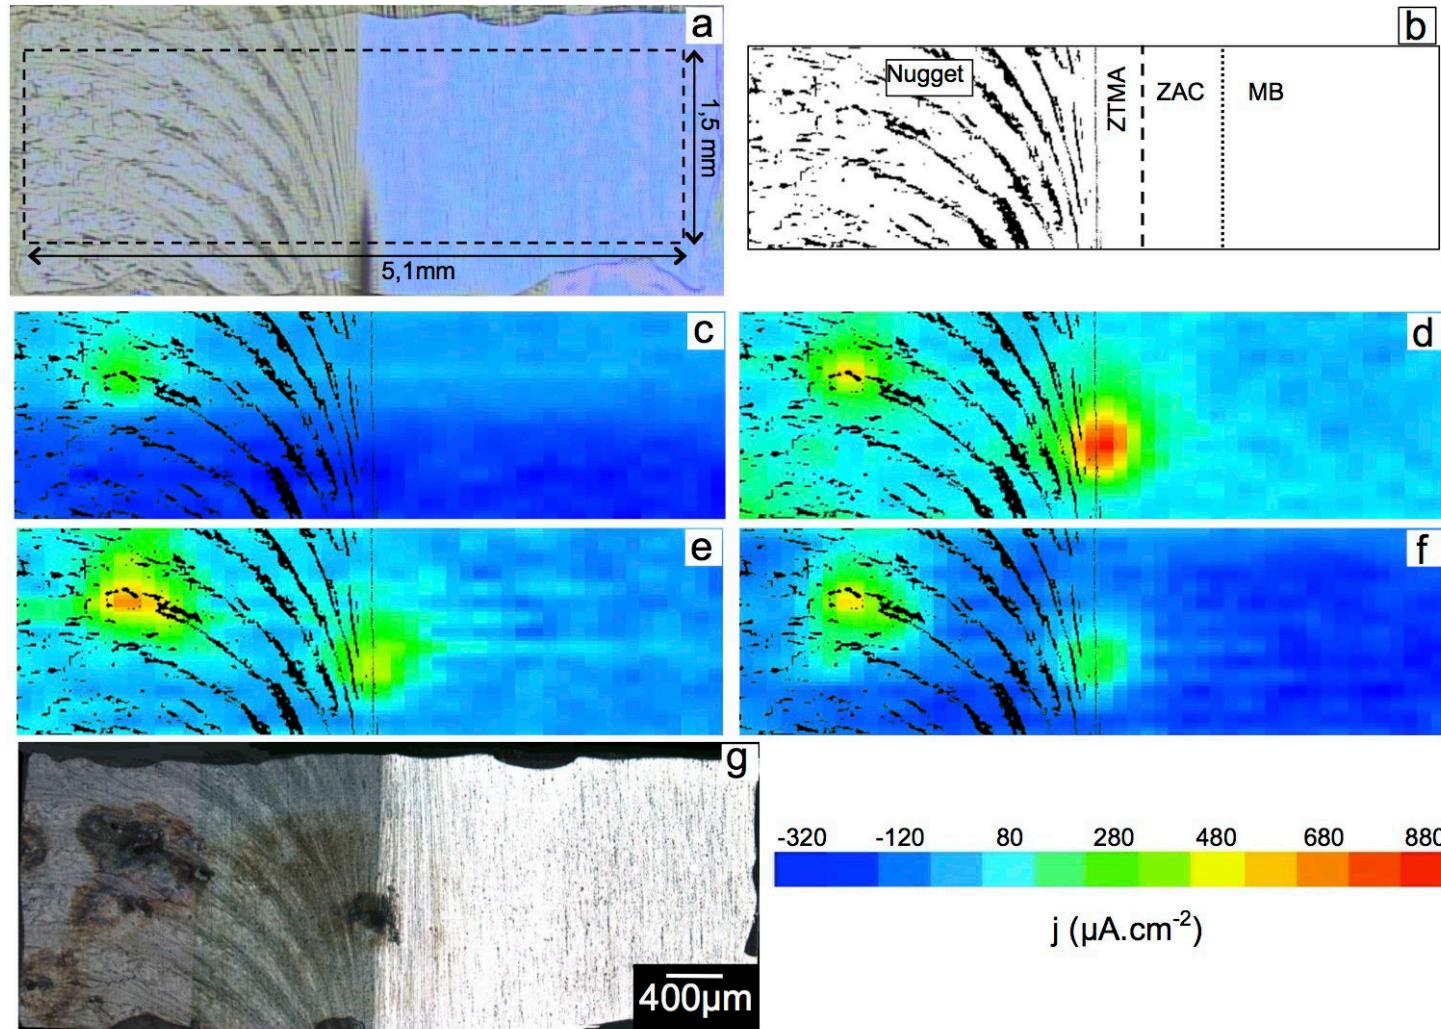 a
1,5 mm
5,1mm
b
Nugget
ZTMA
ZAC
MB
c
d
e
f
g
400µm
-320 -120 80 280 480 680 880
j (µA.cm⁻²)